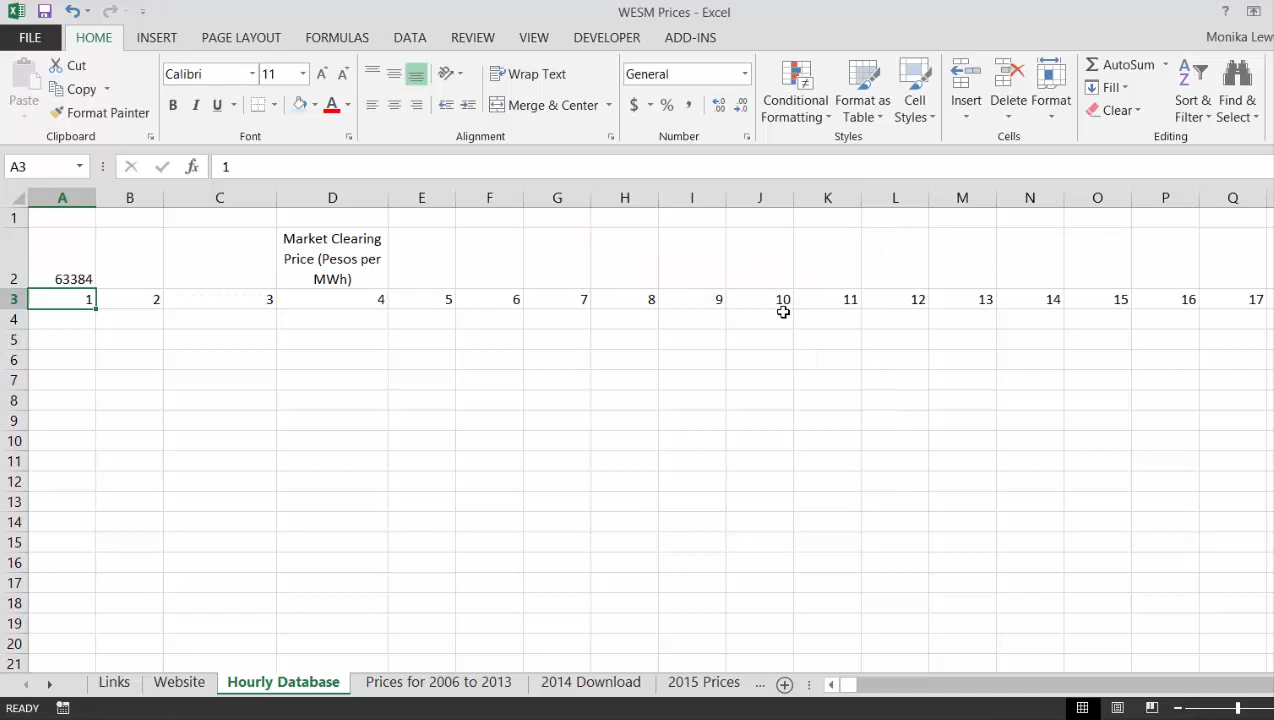 WESM Prices - Excel
?
FILE HOME INSERT PAGE LAYOUT FORMULAS DATA REVIEW VIEW DEVELOPER ADD-INS Monika Lew
Paste
Cut
Copy
Format Painter
Clipboard
Calibri 11
A A
B I U A
Font
Wrap Text
Merge & Center
Alignment
General
$ % ,
Number
Conditional Formatting
Format as Table
Cell Styles
Styles
Insert Delete Format
Cells
AutoSum
Fill
Clear
Sort & Filter
Find & Select
Editing
A3 fx 1
A B C D E F G H I J K L M N O P Q
1
2 63384 Market Clearing
Price (Pesos per
MWh)
3 1 2 3 4 5 6 7 8 9 10 11 12 13 14 15 16 17
4
5
6
7
8
9
10
11
12
13
14
15
16
17
18
19
20
21
Links Website Hourly Database Prices for 2006 to 2013 2014 Download 2015 Prices ...
READY